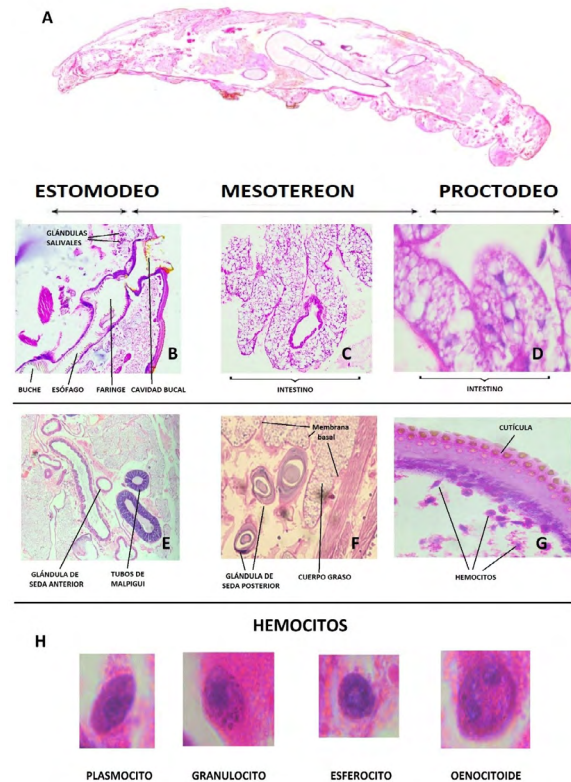 A
ESTOMODEO
MESOTEREON
PROCTODEO
GLÁNDULAS
SALIVALES
B
C
D
BUCHE
ESÓFAGO
FARINGE
CAVIDAD BUCAL
INTESTINO
INTESTINO
Membrana
basal
CUTÍCULA
E
F
G
GLÁNDULA DE
SEDA ANTERIOR
TUBOS DE
MALPIGUI
GLÁNDULA DE
SEDA POSTERIOR
CUERPO GRASO
HEMOCITOS
HEMOCITOS
H
PLASMOCITO
GRANULOCITO
ESFEROCITO
OENOCITOIDE